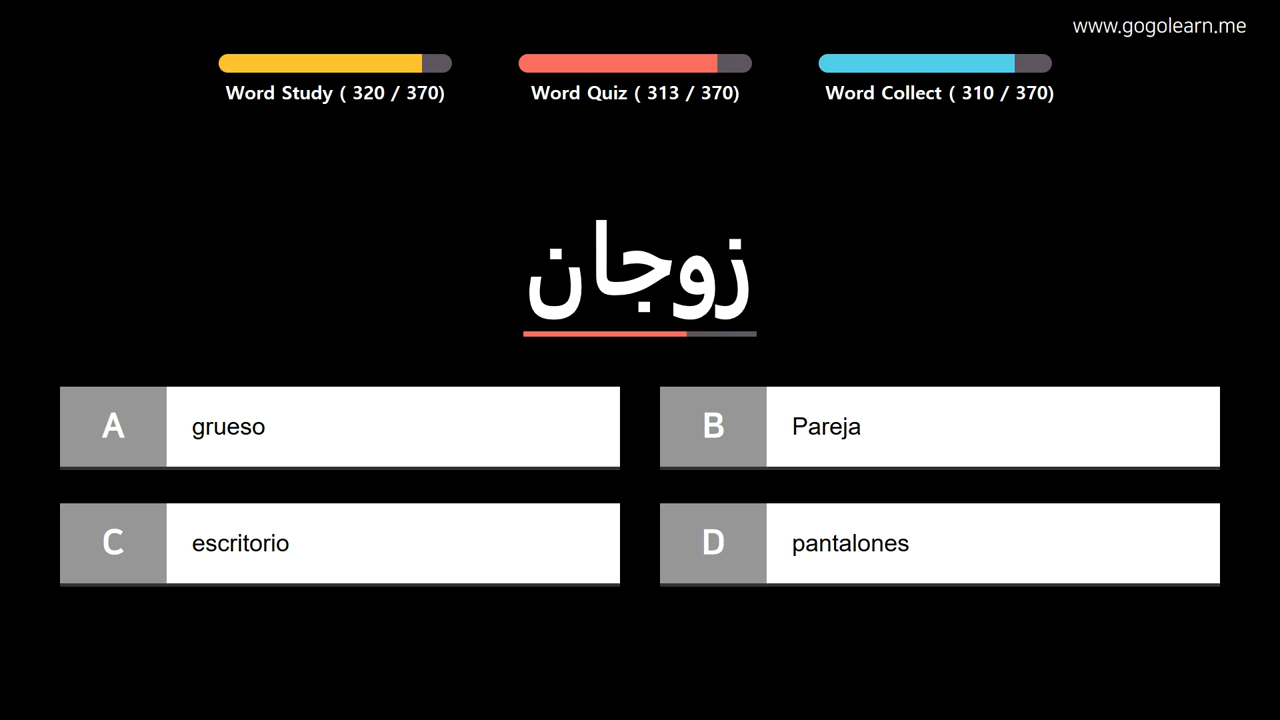 www.gogolearn.me
Word Study ( 320 / 370)
Word Quiz ( 313 / 370)
Word Collect ( 310 / 370)
زوجان
A grueso
B Pareja
C escritorio
D pantalones